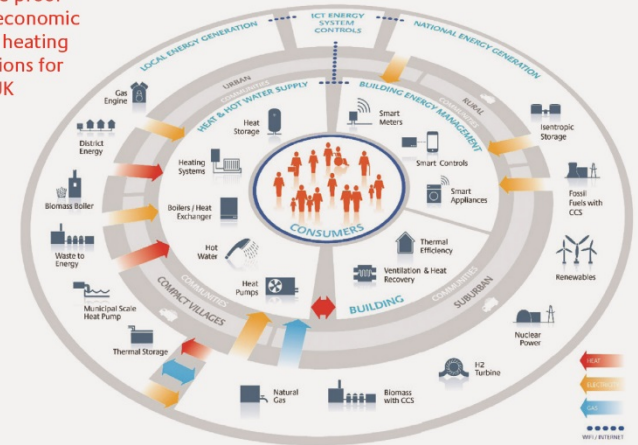 proof
economic
heating
ions for
UK
LOCAL ENERGY GENERATION
ICT ENERGY
SYSTEM
CONTROLS
NATIONAL ENERGY GENERATION
URBAN
COMMUNITIES
RURAL
COMMUNITIES
HEAT & HOT WATER SUPPLY
BUILDING ENERGY MANAGEMENT
Gas
Engine
District
Energy
Biomass Boiler
Waste to
Energy
Municipal Scale
Heat Pump
Thermal Storage
Heat
Storage
Heating
Systems
Boilers / Heat
Exchanger
Hot
Water
Heat
Pumps
Smart
Meters
Smart Controls
Smart
Appliances
CONSUMERS
Thermal
Efficiency
Ventilation & Heat
Recovery
BUILDING
COMMUNITIES
COMPACT VILLAGES
COMMUNITIES
SUBURBAN
Isentropic
Storage
Fossil
Fuels with
CCS
Renewables
Nuclear
Power
H2
Turbine
Biomass
with CCS
Natural
Gas
HEAT
ELECTRICITY
GAS
WIFI / INTERNET